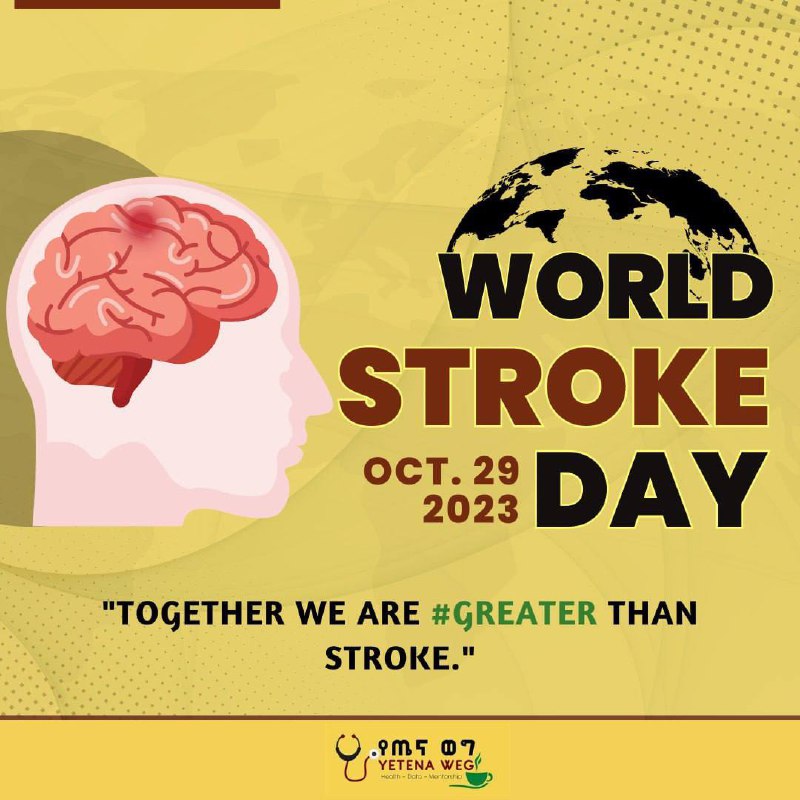 WORLD
STROKE
OCT. 29
2023
DAY
"TOGETHER WE ARE #GREATER THAN
STROKE."
የጤና ወግ
YETENA WEG
Health – Data – Mentorship